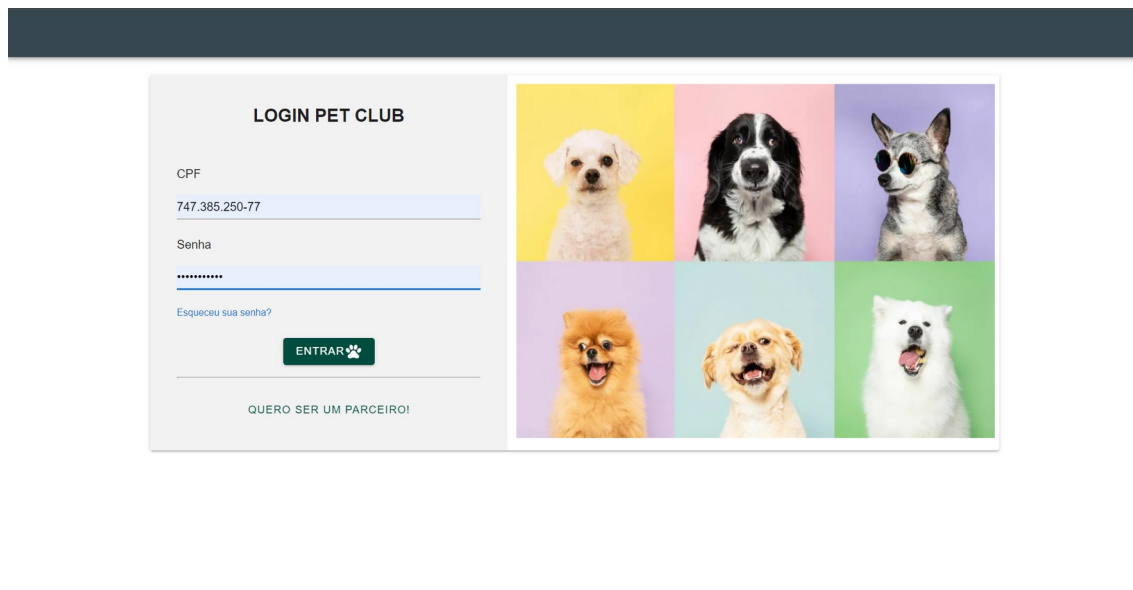 LOGIN PET CLUB
CPF
747.385.250-77
Senha
•••••••••••
Esqueceu sua senha?
ENTRAR
QUERO SER UM PARCEIRO!